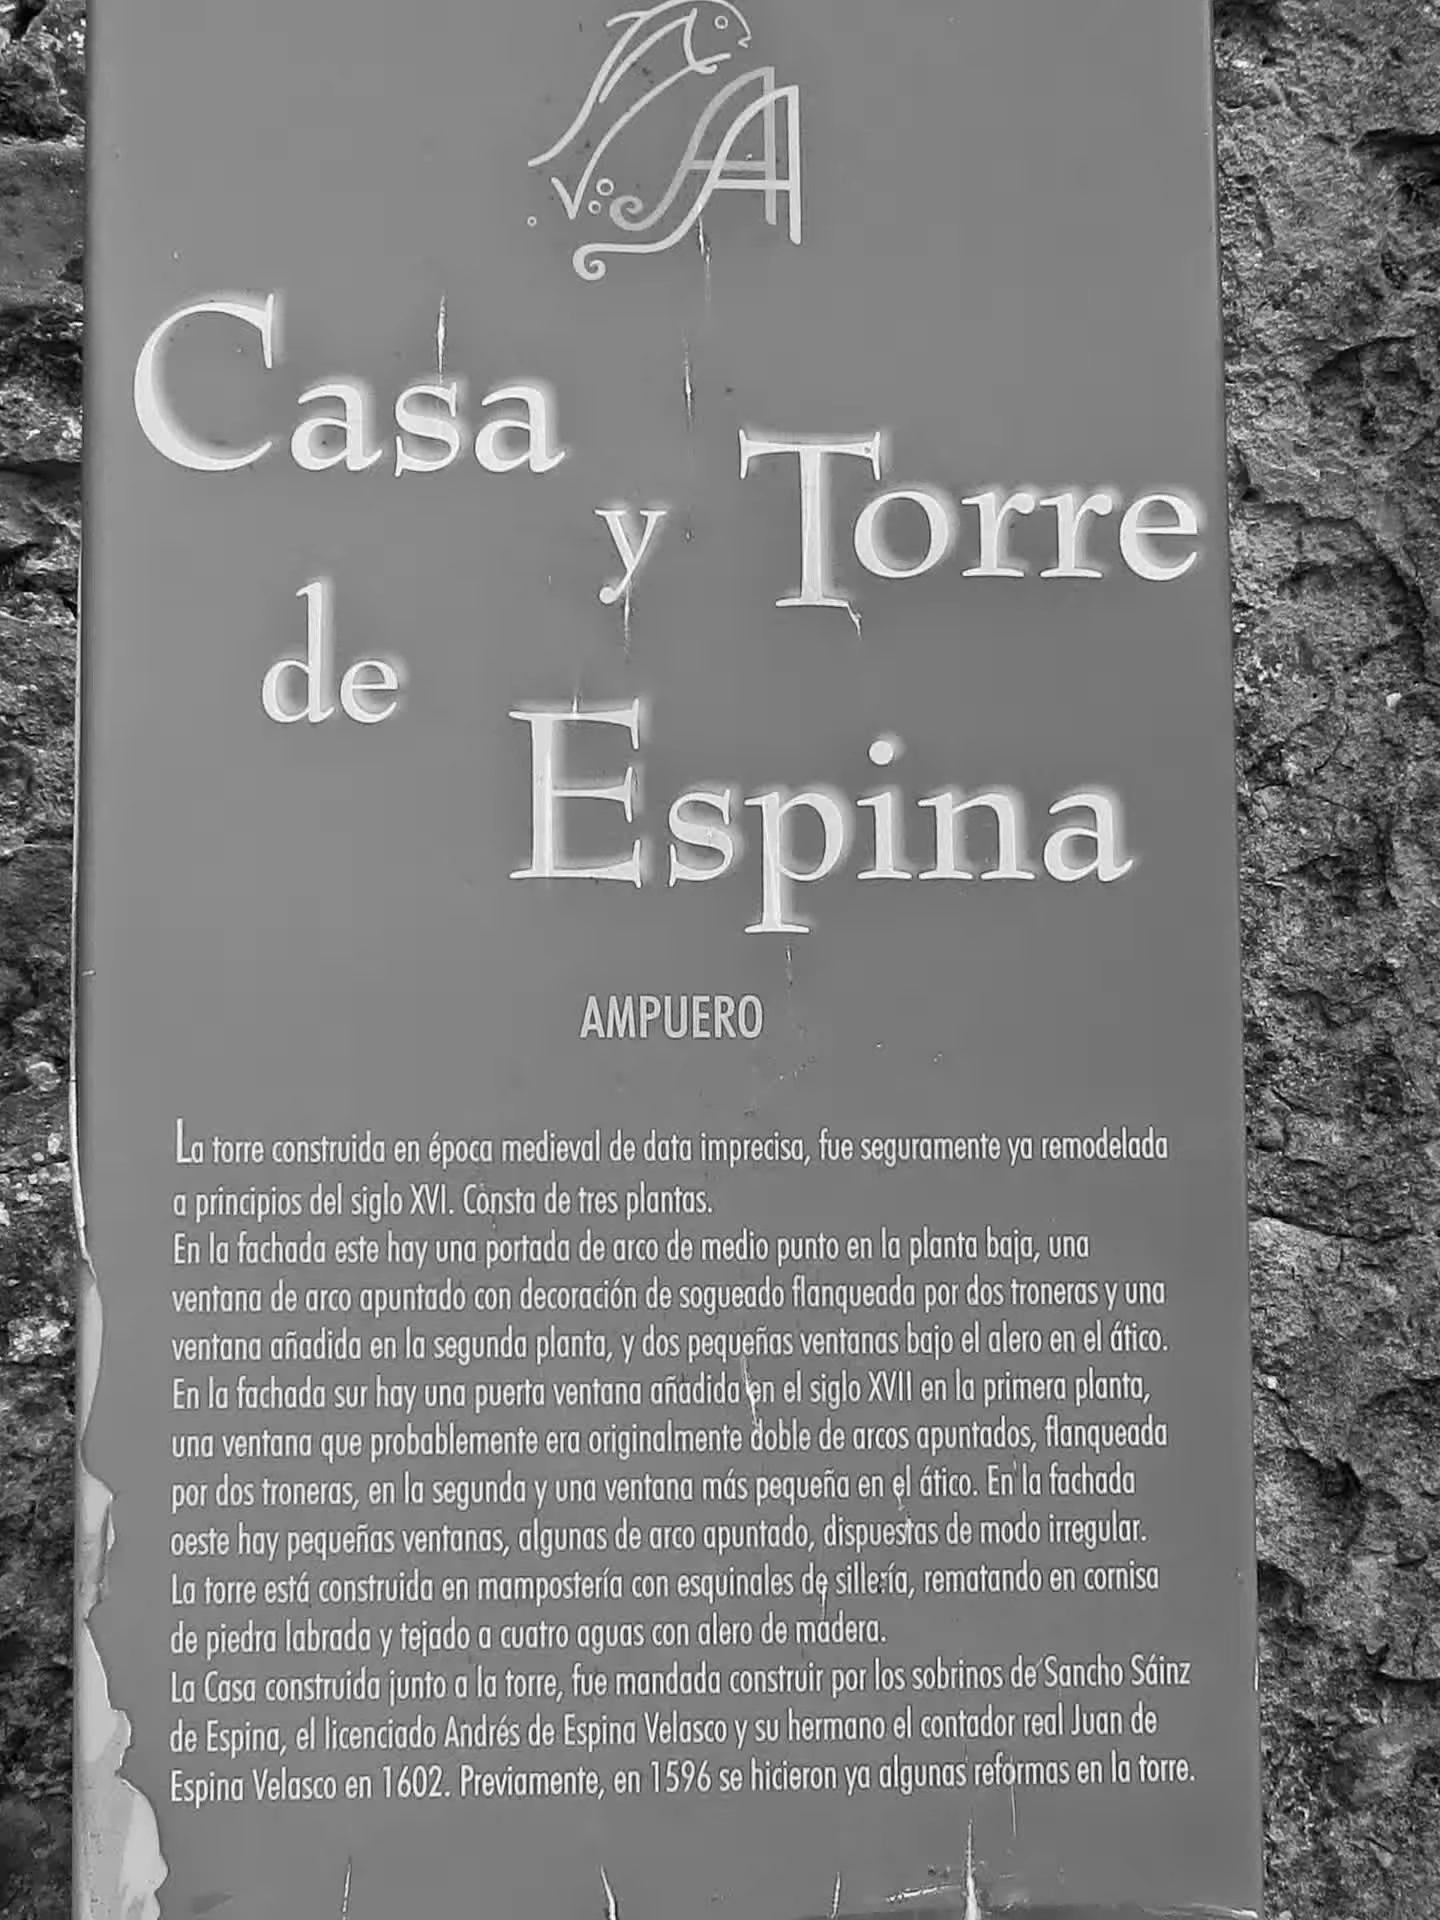 Casa
y Torre
de
Espina
AMPUERO
La torre construida en época medieval de data imprecisa, fue seguramente ya remodelada
a principios del siglo XVI. Consta de tres plantas.
En la fachada este hay una portada de arco de medio punto en la planta baja, una
ventana de arco apuntado con decoración de sogueado flanqueada por dos troneras y una
ventana añadida en la segunda planta, y dos pequeñas ventanas bajo el alero en el ático.
En la fachada sur hay una puerta ventana añadida en el siglo XVII en la primera planta,
una ventana que probablemente era originalmente doble de arcos apuntados, flanqueada
por dos troneras, en la segunda y una ventana más pequeña en el ático. En la fachada
oeste hay pequeñas ventanas, algunas de arco apuntado, dispuestas de modo irregular.
La torre está construida en mampostería con esquinales de sillería, rematando en cornisa
de piedra labrada y tejado a cuatro aguas con alero de madera.
La Casa construida junto a la torre, fue mandada construir por los sobrinos de Sancho Sáinz
de Espina, el licenciado Andrés de Espina Velasco y su hermano el contador real Juan de
Espina Velasco en 1602. Previamente, en 1596 se hicieron ya algunas reformas en la torre.